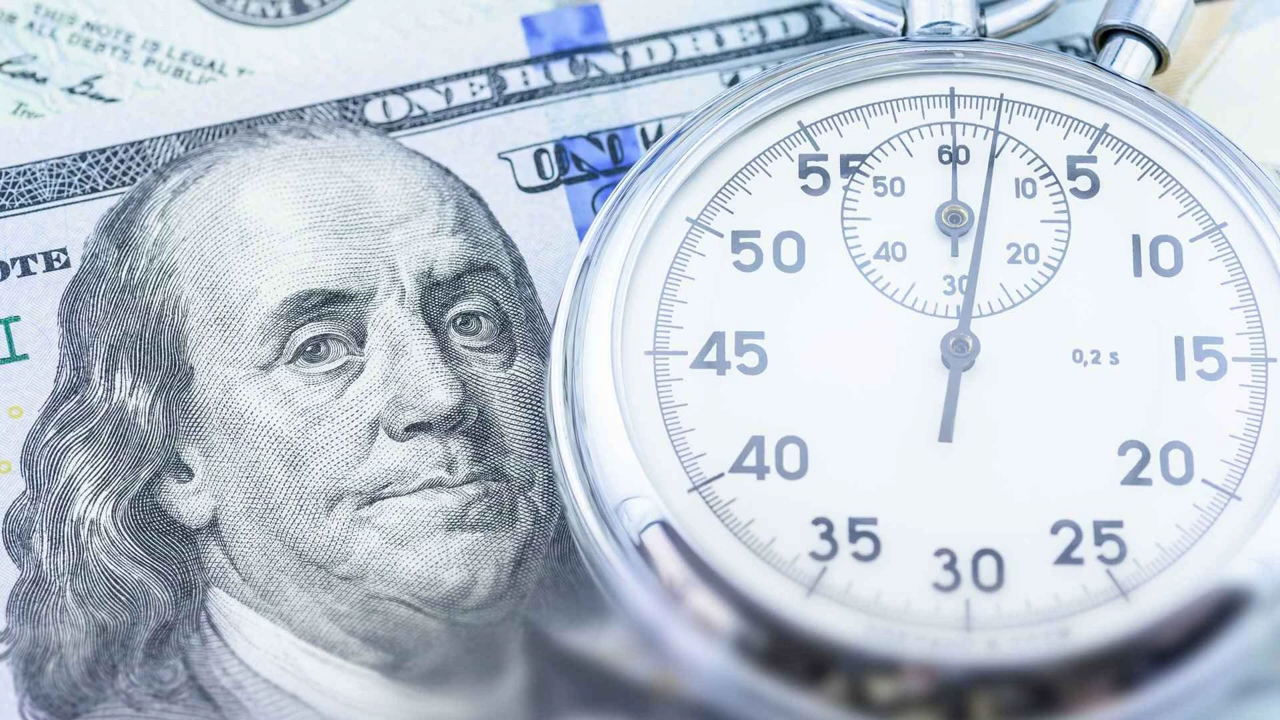 THIS NOTE IS LEGAL T
ALL DEBTS, PUBLIC
ONE HUNDRED
UN
OTE
60
55 5
50 10
40 20
30
50 10
45 0,2 S 15
40 20
35 25
30